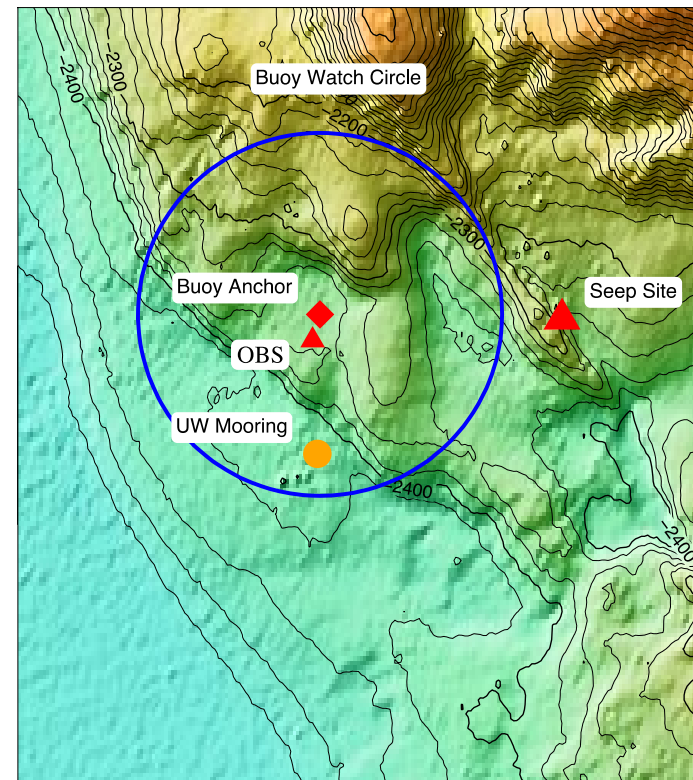 -2300
-2400
Buoy Watch Circle
2200
-2300
Buoy Anchor
Seep Site
OBS
UW Mooring
-2400
-2400